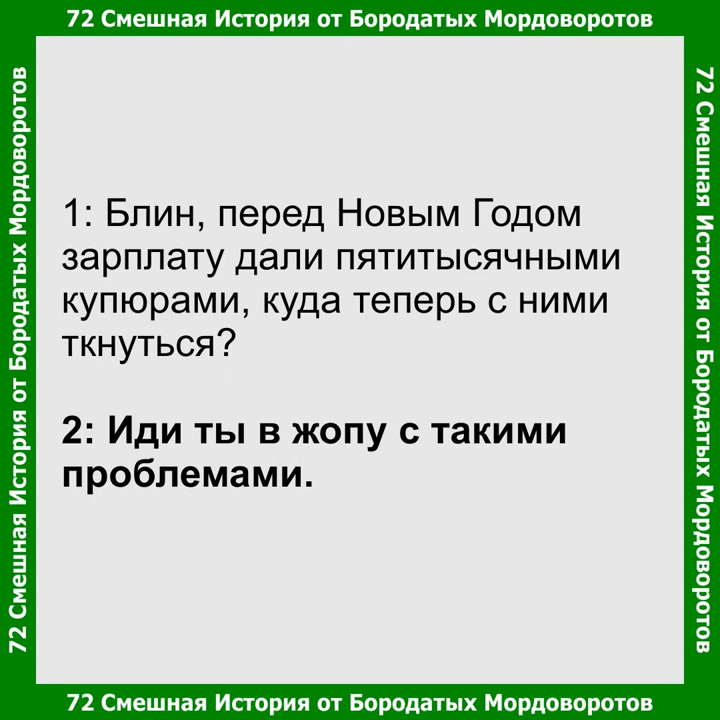 72 Смешная История от Бородатых Мордоворотов
72 Смешная История от Бородатых Мордоворотов
72 Смешная История от Бородатых Мордоворотов
1: Блин, перед Новым Годом
зарплату дали пятитысячными
купюрами, куда теперь с ними
ткнуться?
2: Иди ты в жопу с такими
проблемами.
72 Смешная История от Бородатых Мордоворотов